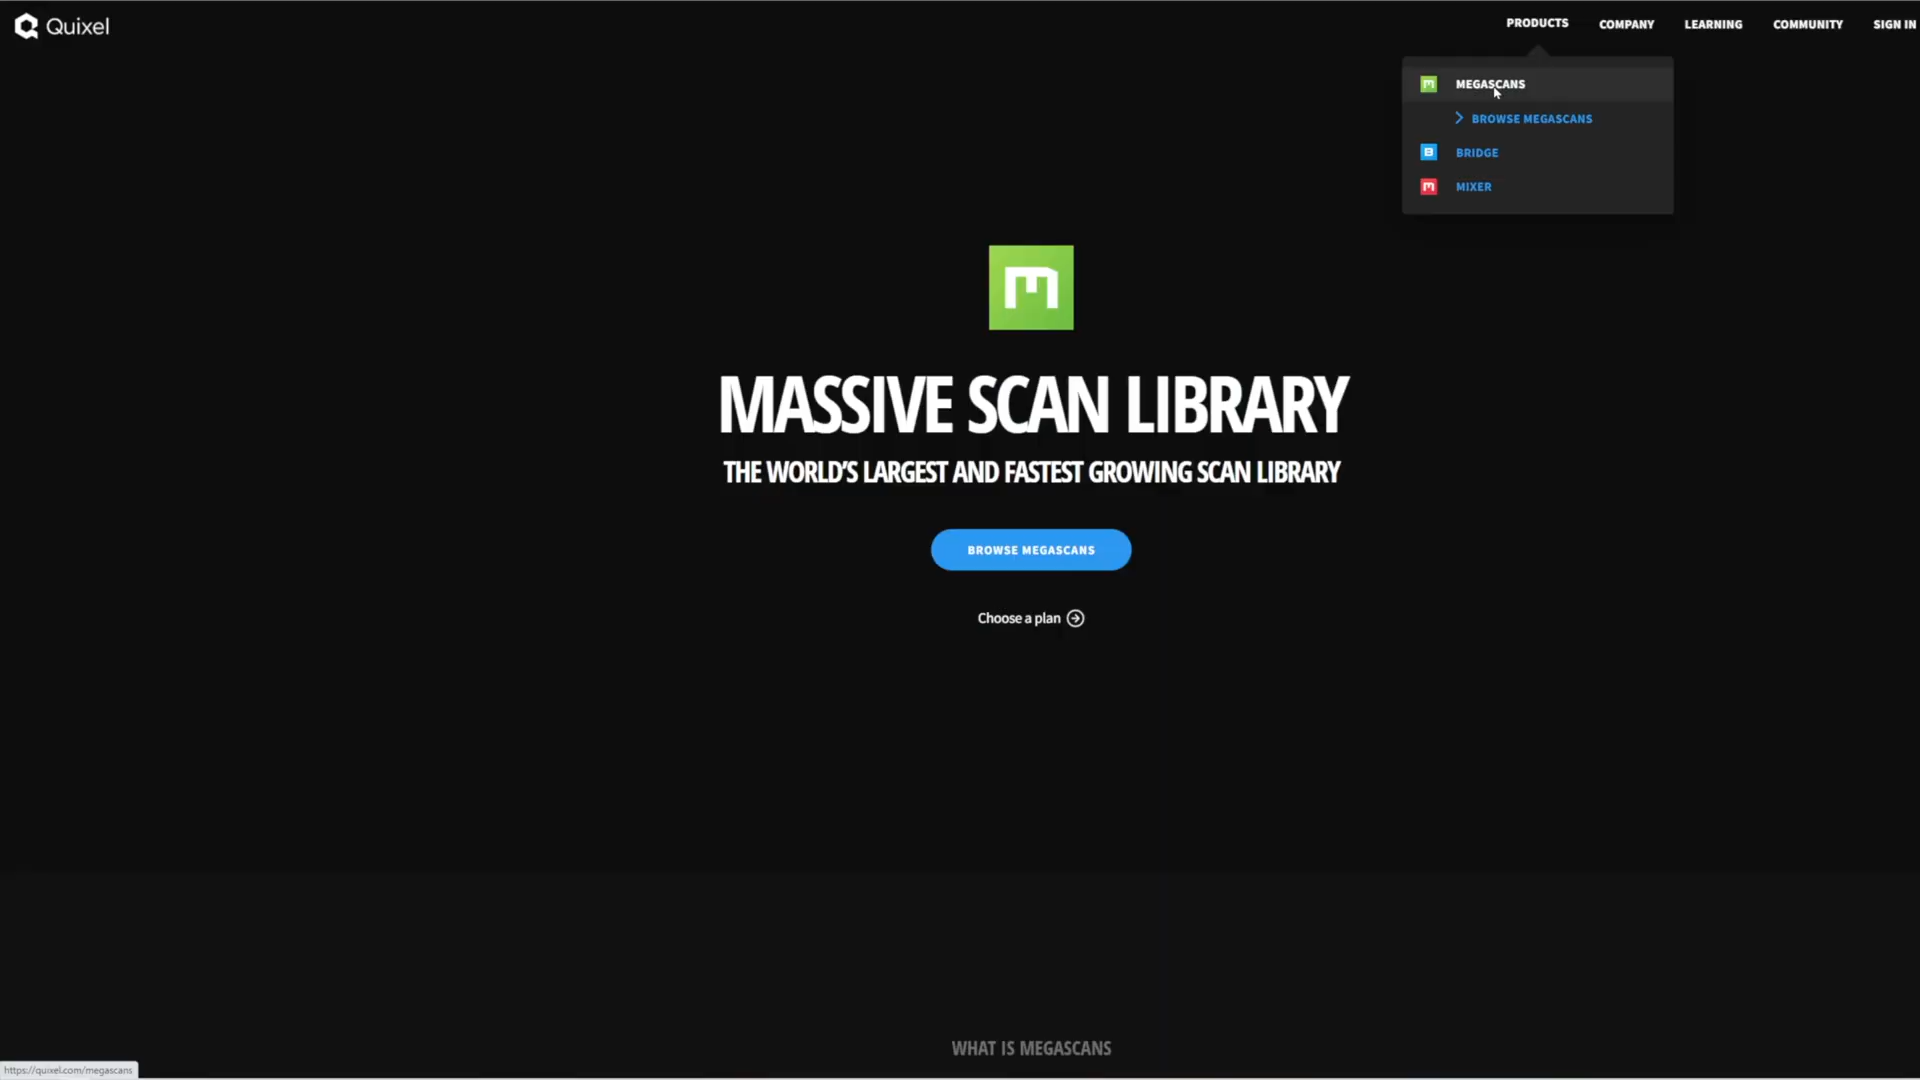 Quixel
PRODUCTS COMPANY LEARNING COMMUNITY SIGN IN
MEGASCANS
BROWSE MEGASCANS
BRIDGE
MIXER
MASSIVE SCAN LIBRARY
THE WORLD'S LARGEST AND FASTEST GROWING SCAN LIBRARY
BROWSE MEGASCANS
Choose a plan
WHAT IS MEGASCANS
https://quixel.com/megascans